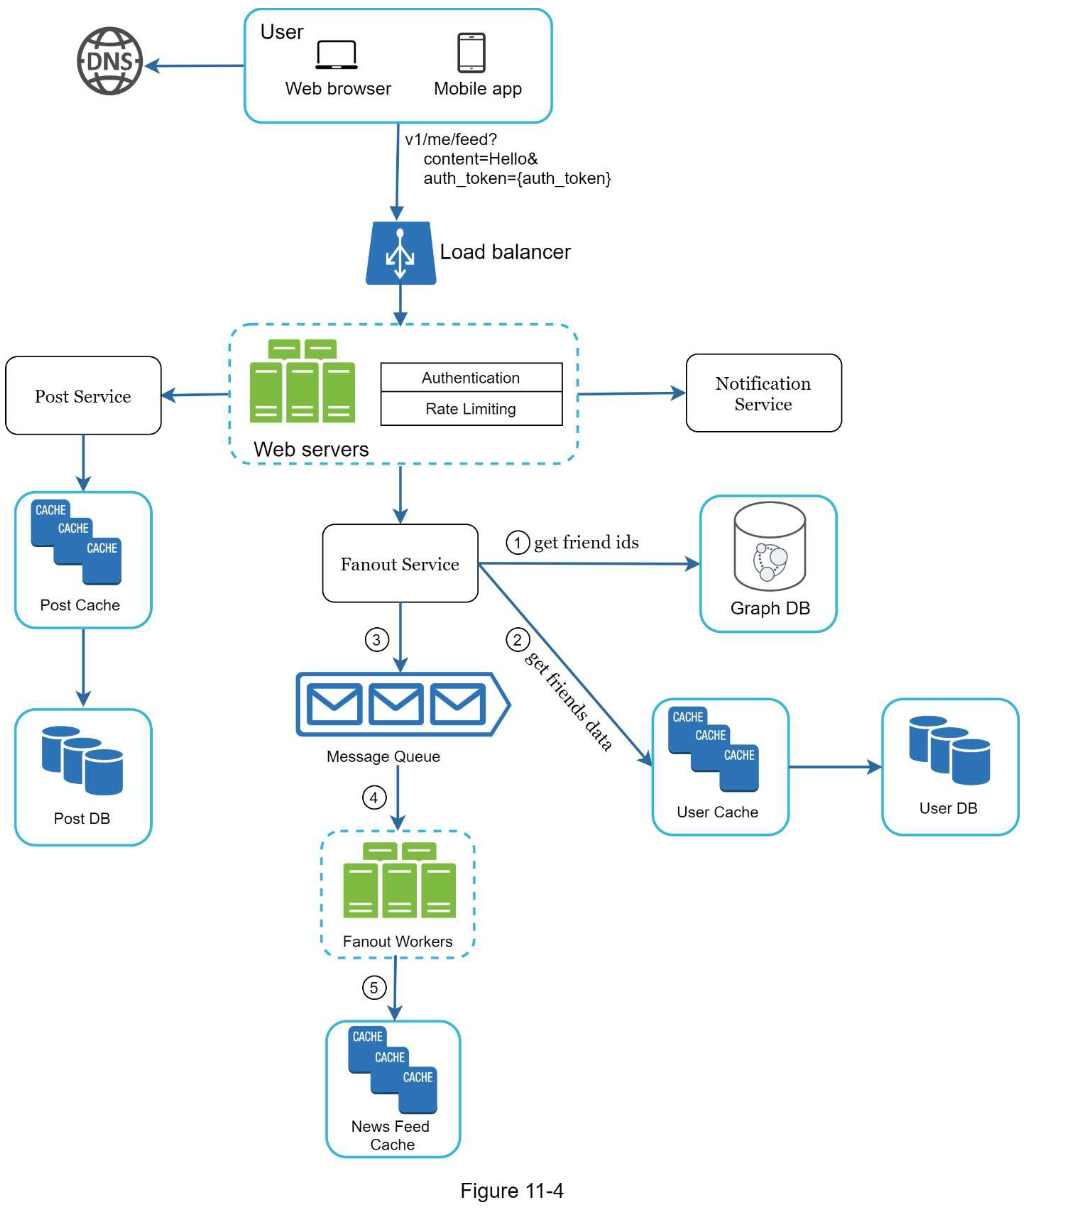 User
DNS
Web browser
Mobile app
v1/me/feed?
content=Hello&
auth_token={auth_token}
Load balancer
Authentication
Rate Limiting
Web servers
Post Service
Notification
Service
CACHE
CACHE
CACHE
Post Cache
Post DB
Fanout Service
1 get friend ids
Graph DB
2 get friends data
CACHE
CACHE
CACHE
User Cache
User DB
3
Message Queue
4
Fanout Workers
5
CACHE
CACHE
CACHE
News Feed
Cache
Figure 11-4